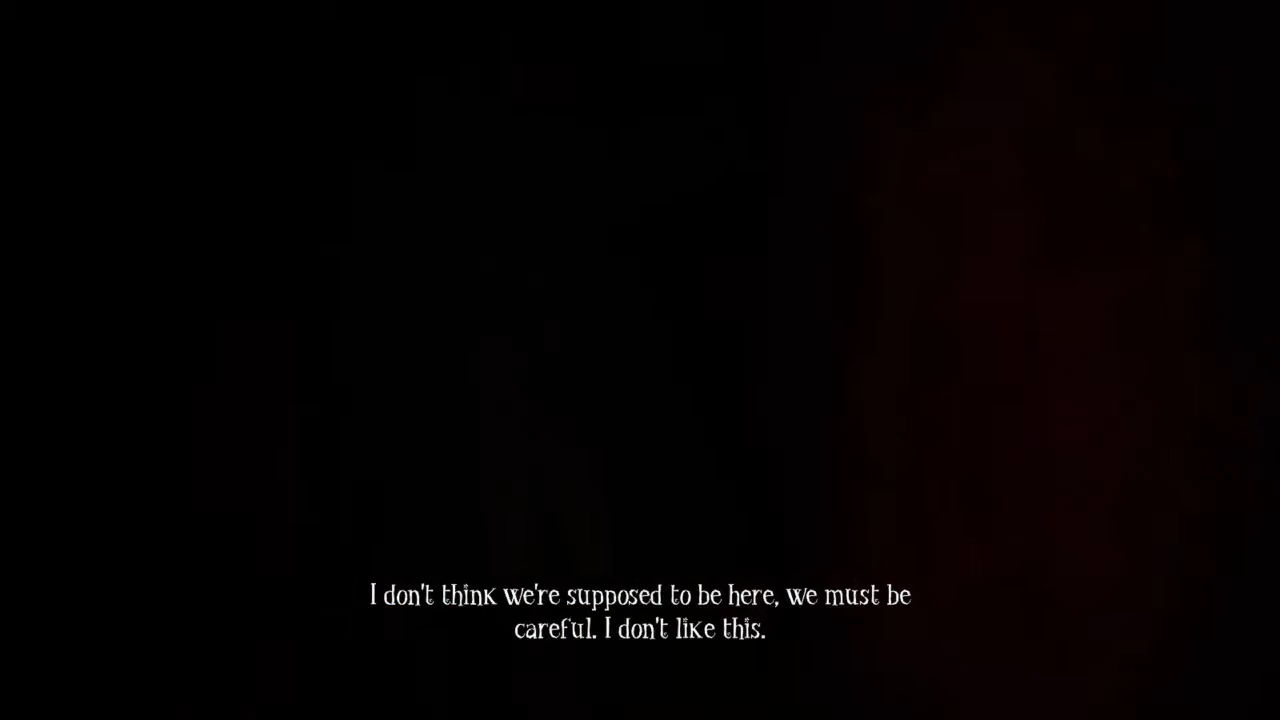 I don't think we're supposed to be here, we must be
careful. I don't like this.